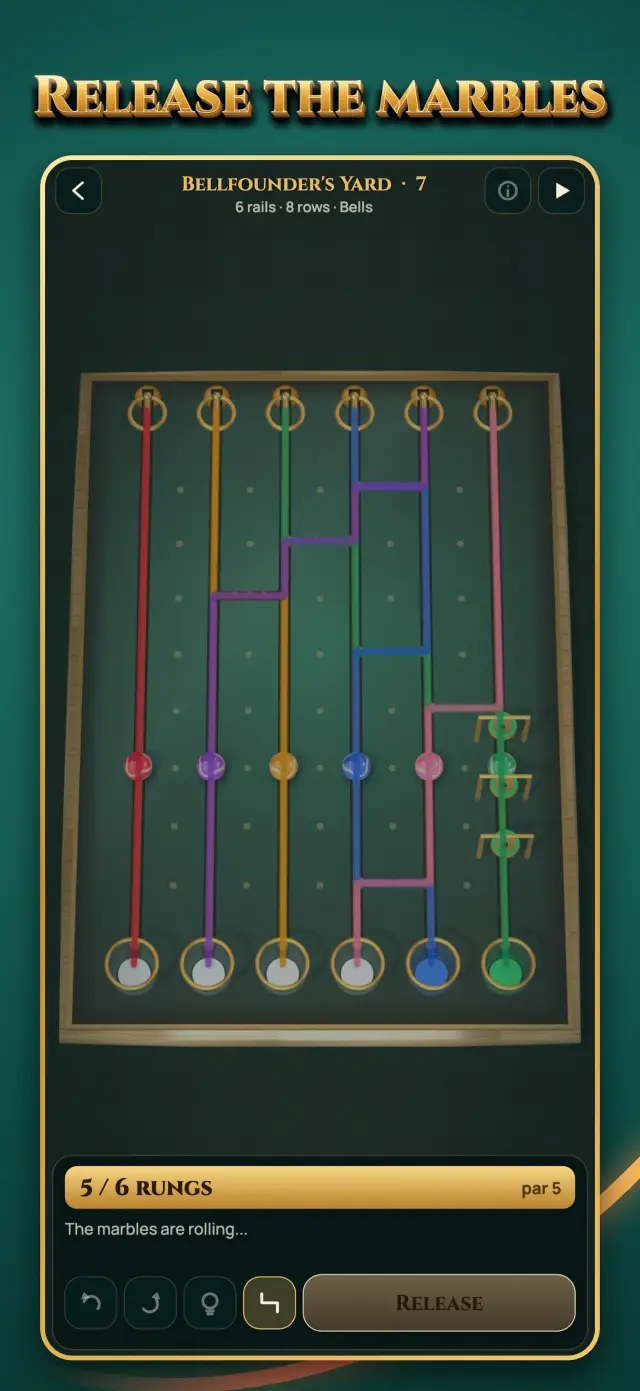 Release the marbles
Bellfounder's Yard · 7
6 rails · 8 rows · Bells
5 / 6 rungs
par 5
The marbles are rolling...
Release